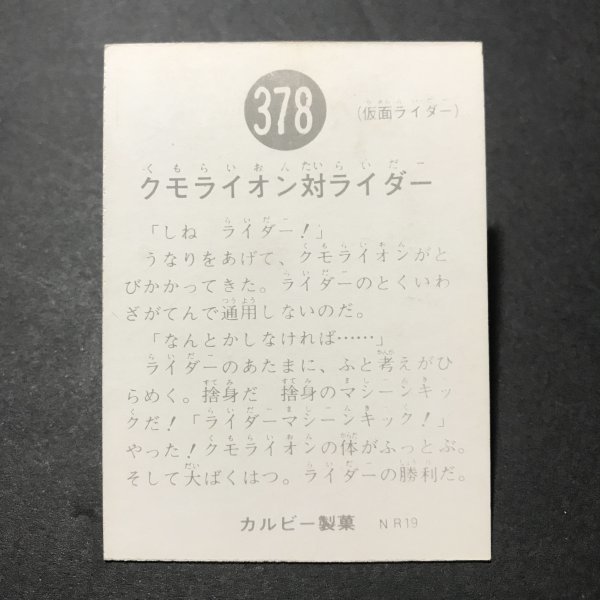 378
(仮面ライダー)
クモライオン対ライダー
「しね　ライダー!」
うなりをあげて、クモライオンがと
びかかってきた。ライダーのとくいわ
ざがてんで通用しないのだ。
「なんとかしなければ……」
ライダーのあたまに、ふと考えがひ
らめく。捨身だ　捨身のマシーンキッ
クだ!「ライダーマシーンキック!」
やった!クモライオンの体がふっとぶ。
そして大ばくはつ。ライダーの勝利だ。
カルビー製菓 NR19